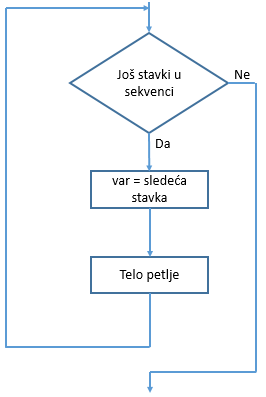 Još stavki u
sekvenci
Ne
Da
var = sledeća
stavka
Telo petlje